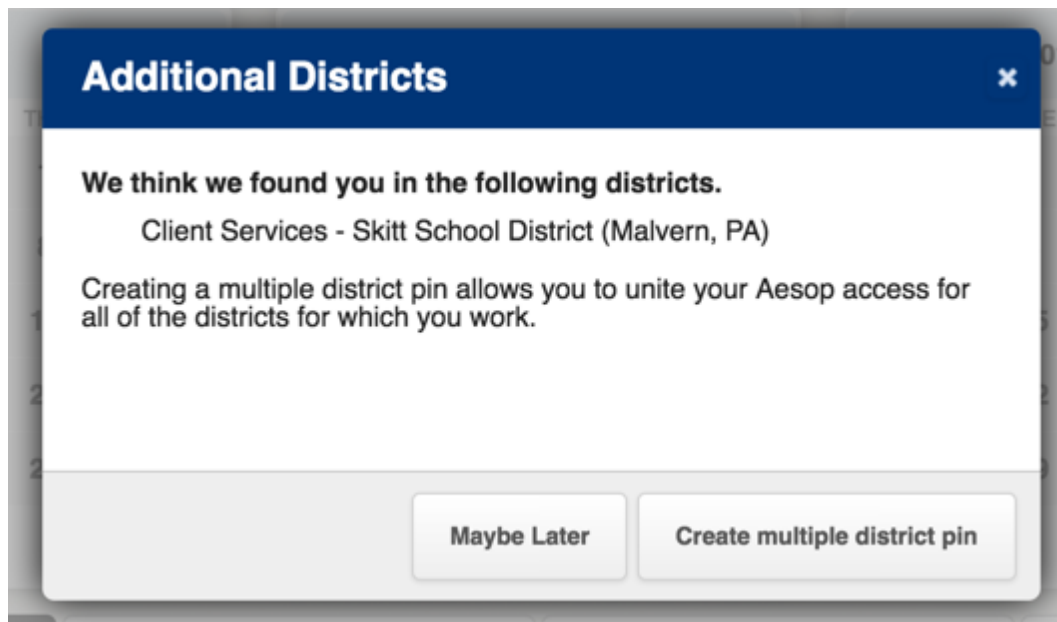 Additional Districts
We think we found you in the following districts.
Client Services - Skitt School District (Malvern, PA)
Creating a multiple district pin allows you to unite your Aesop access for
all of the districts for which you work.
Maybe Later
Create multiple district pin